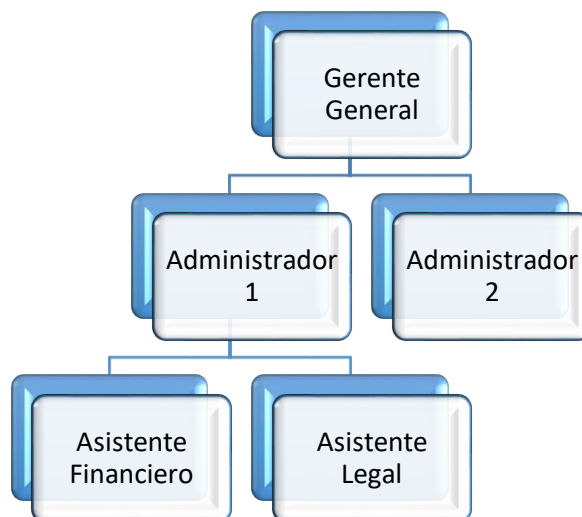 Gerente
General
Administrador
1
Administrador
2
Asistente
Financiero
Asistente
Legal